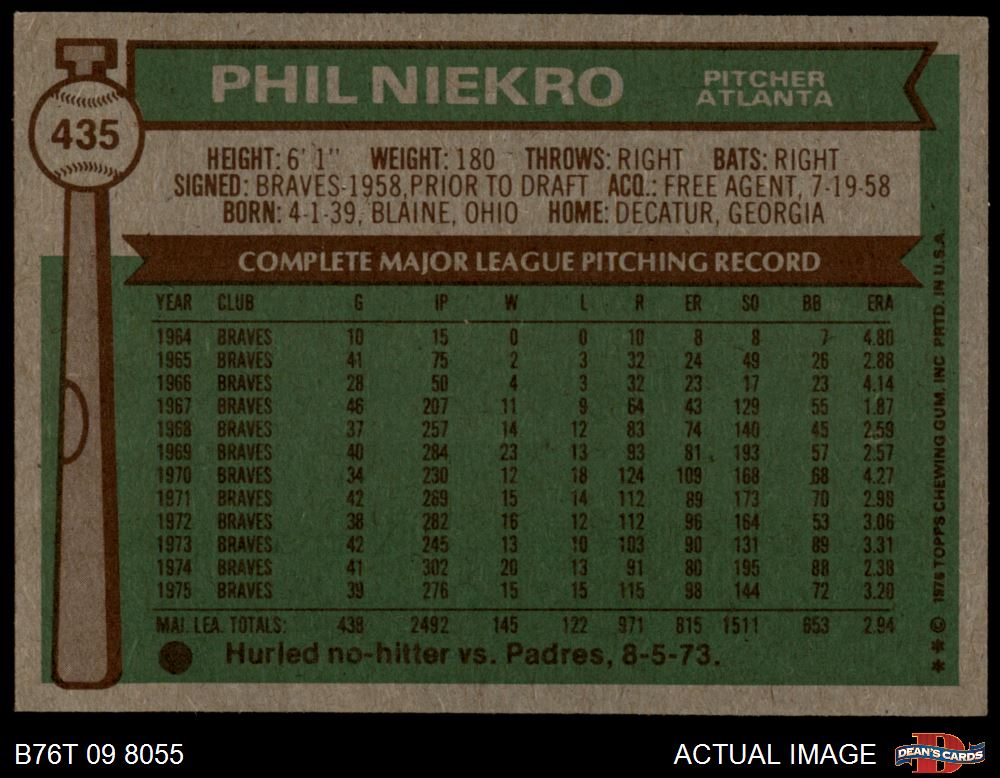 PHIL NIEKRO
PITCHER
ATLANTA
435
HEIGHT: 6' 1" WEIGHT: 180 THROWS: RIGHT BATS: RIGHT
SIGNED: BRAVES-1958, PRIOR TO DRAFT ACQ.: FREE AGENT, 7-19-58
BORN: 4-1-39, BLAINE, OHIO HOME: DECATUR, GEORGIA
COMPLETE MAJOR LEAGUE PITCHING RECORD
YEAR CLUB G IP W L R ER SO BB ERA
1964 BRAVES 10 15 0 0 10 8 8 7 4.80
1965 BRAVES 41 75 2 3 32 24 49 26 2.88
1966 BRAVES 28 50 4 3 32 23 17 23 4.14
1967 BRAVES 46 207 11 9 64 43 129 55 1.87
1968 BRAVES 37 257 14 12 83 74 140 45 2.59
1969 BRAVES 40 284 23 13 93 81 193 57 2.57
1970 BRAVES 34 230 12 18 124 109 168 68 4.27
1971 BRAVES 42 269 15 14 112 89 173 70 2.98
1972 BRAVES 38 282 16 12 112 96 164 53 3.06
1973 BRAVES 42 245 13 10 103 90 131 89 3.31
1974 BRAVES 41 302 20 13 91 80 195 88 2.38
1975 BRAVES 39 276 15 15 115 98 144 72 3.20
MAJ. LEA. TOTALS: 438 2492 145 122 971 815 1511 653 2.94
Hurled no-hitter vs. Padres, 8-5-73.
* * © 1976 TOPPS CHEWING GUM, INC. PRTD. IN U.S.A.
B76T 09 8055
ACTUAL IMAGE
DEAN'S CARDS